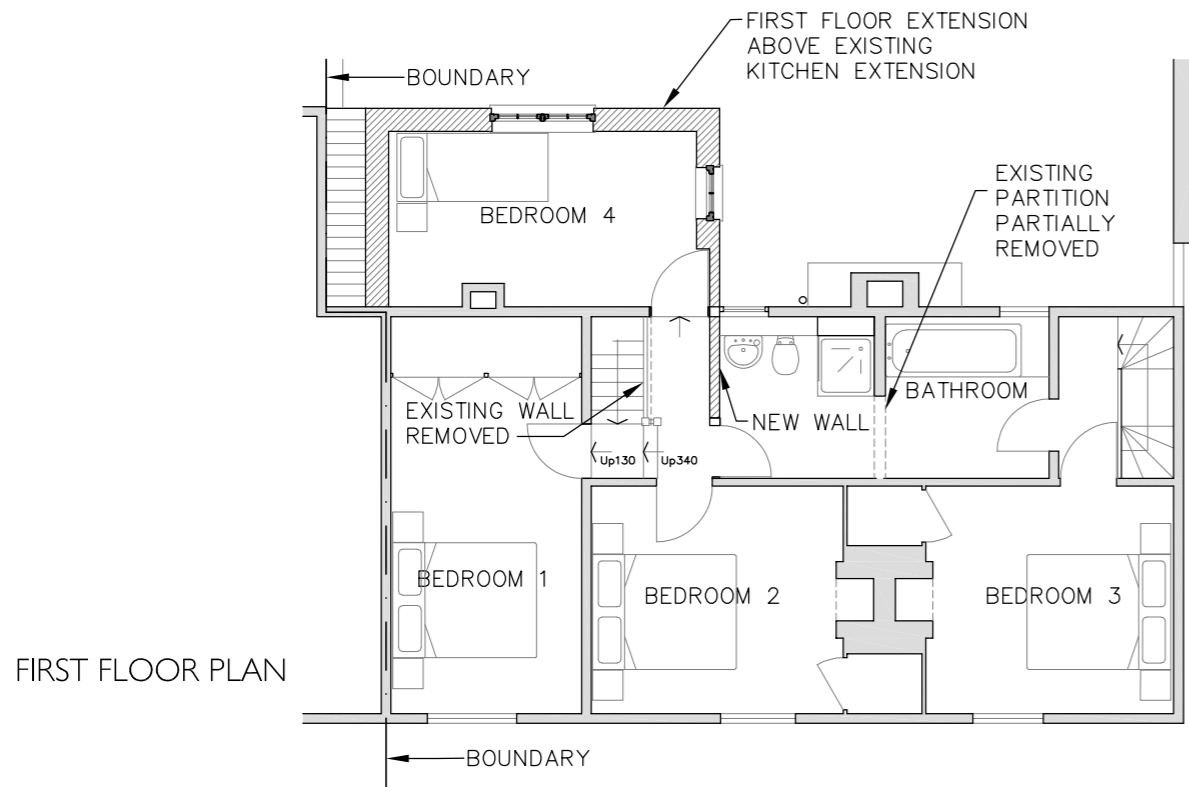 FIRST FLOOR EXTENSION
ABOVE EXISTING
KITCHEN EXTENSION
BOUNDARY
EXISTING
PARTITION
PARTIALLY
REMOVED
BEDROOM 4
BATHROOM
EXISTING WALL
REMOVED
NEW WALL
Up130
Up340
BEDROOM 1
BEDROOM 2
BEDROOM 3
FIRST FLOOR PLAN
BOUNDARY